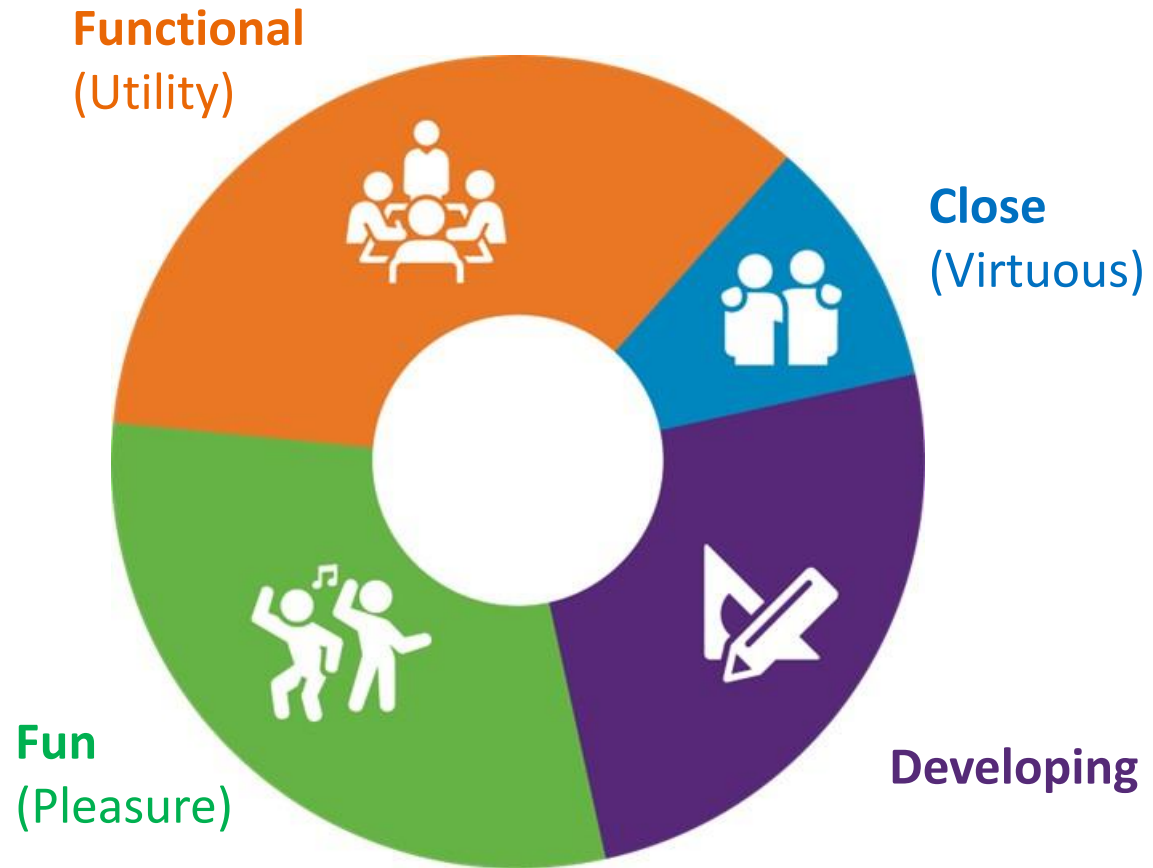 Functional
(Utility)
Close
(Virtuous)
Fun
(Pleasure)
Developing